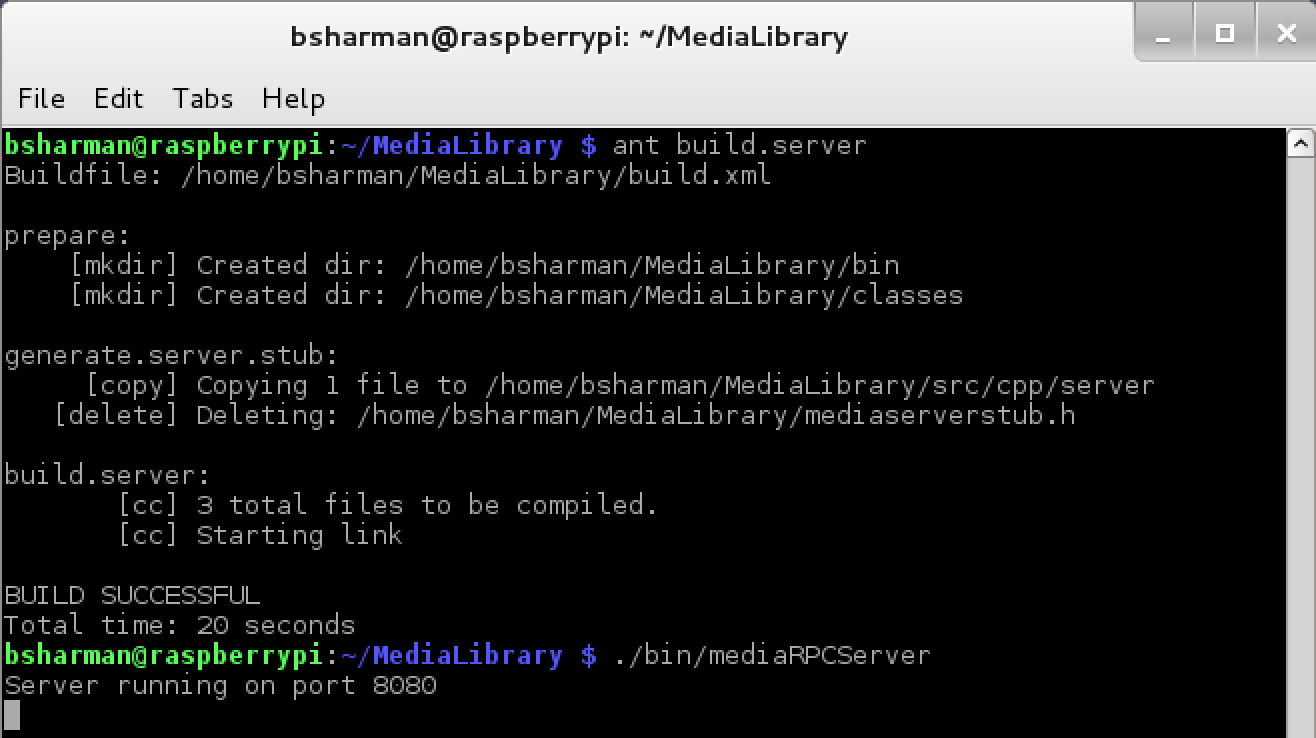 bsharman@raspberrypi: ~/MediaLibrary
File Edit Tabs Help
bsharman@raspberrypi:~/MediaLibrary $ ant build.server
Buildfile: /home/bsharman/MediaLibrary/build.xml
prepare:
[mkdir] Created dir: /home/bsharman/MediaLibrary/bin
[mkdir] Created dir: /home/bsharman/MediaLibrary/classes
generate.server.stub:
[copy] Copying 1 file to /home/bsharman/MediaLibrary/src/cpp/server
[delete] Deleting: /home/bsharman/MediaLibrary/mediaserverstub.h
build.server:
[cc] 3 total files to be compiled.
[cc] Starting link
BUILD SUCCESSFUL
Total time: 20 seconds
bsharman@raspberrypi:~/MediaLibrary $ ./bin/mediaRPCServer
Server running on port 8080